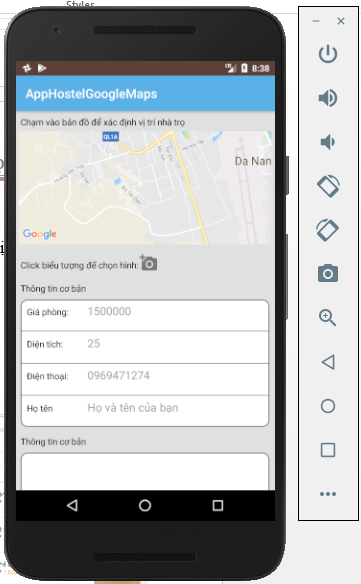 Styles
8:38
AppHostelGoogleMaps
Chạm vào bản đồ để xác định vị trí nhà trọ
QL1A
Da Nan
Google
Click biểu tượng để chọn hình:
Thông tin cơ bản
Giá phòng: 1500000
Diện tích: 25
Điện thoại: 0969471274
Họ tên Họ và tên của bạn
Thông tin cơ bản